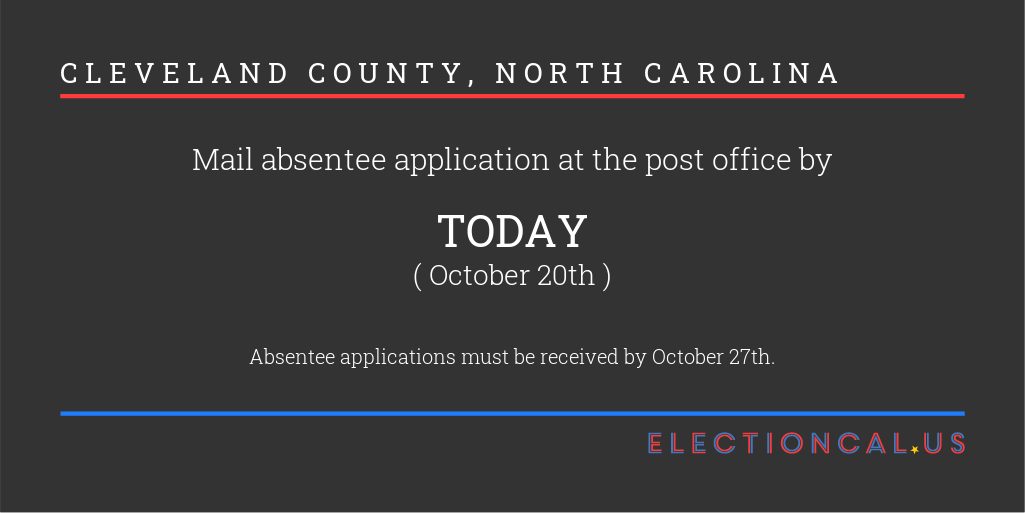 CLEVELAND COUNTY, NORTH CAROLINA
Mail absentee application at the post office by
TODAY
( October 20th )
Absentee applications must be received by October 27th.
ELECTIONCAL.US